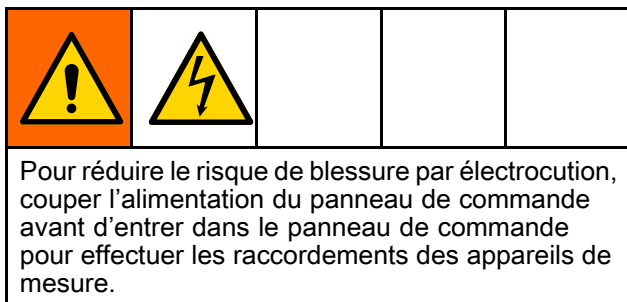 Pour réduire le risque de blessure par électrocution,
couper l’alimentation du panneau de commande
avant d’entrer dans le panneau de commande
pour effectuer les raccordements des appareils de
mesure.